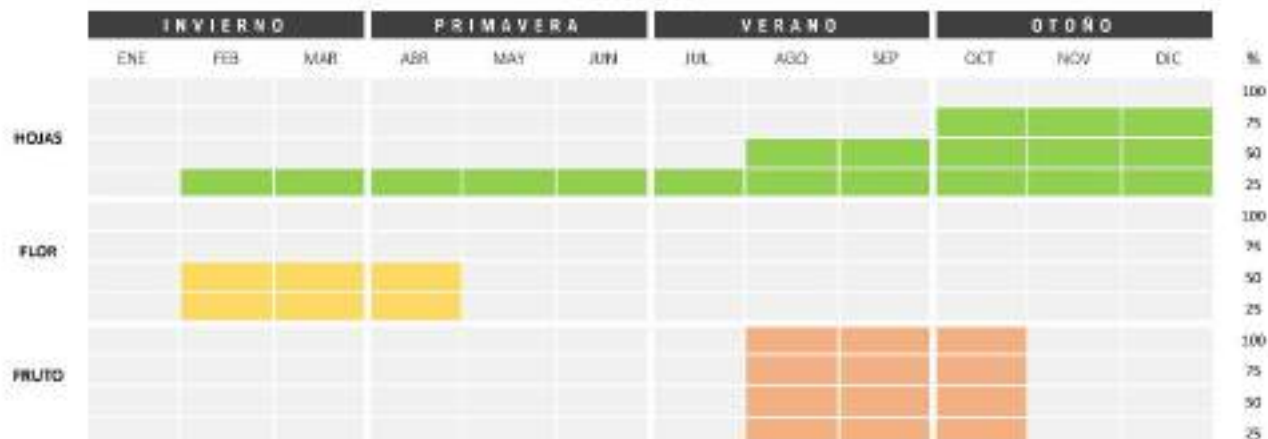 INVIERNO PRIMAVERA VERANO OTOÑO
ENE FEB MAR ABR MAY JUN JUL AGO SEP OCT NOV DIC %
100
75
HOJAS
50
25
100
75
FLOR
50
25
100
75
FRUTO
50
25